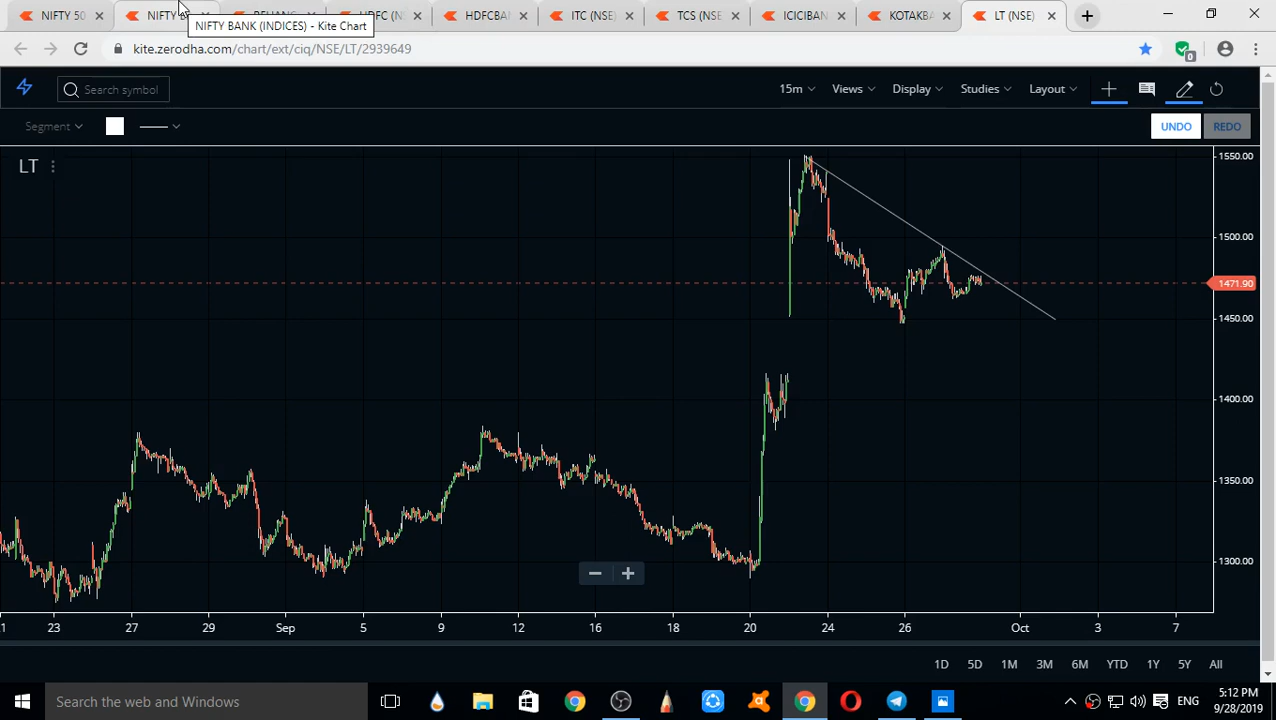 NIFTY 50
NIFTY
HDFC (N
HDFCBA
ITC (NSE)
TCS (NSE
ICICIBAN
KOTAKBA
LT (NSE)
NIFTY BANK (INDICES) - Kite Chart
kite.zerodha.com/chart/ext/ciq/NSE/LT/2939649
0
Search symbol
15m
Views
Display
Studies
Layout
Segment
UNDO
REDO
LT
1550.00
1500.00
1471.90
1450.00
1400.00
1350.00
1300.00
23
27
29
Sep
5
9
12
16
18
20
24
26
Oct
3
7
1D
5D
1M
3M
6M
YTD
1Y
5Y
All
Search the web and Windows
ENG
5:12 PM
9/28/2019